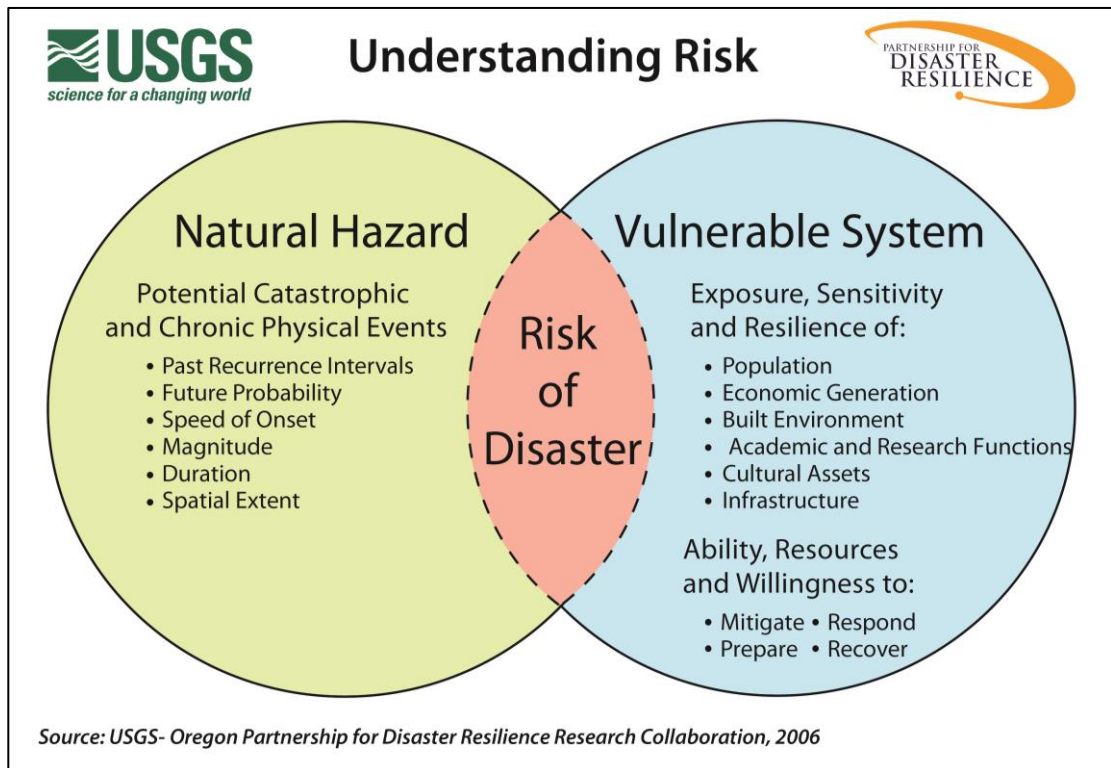 USGS
science for a changing world
Understanding Risk
PARTNERSHIP FOR
DISASTER
RESILIENCE
Natural Hazard
Potential Catastrophic
and Chronic Physical Events
• Past Recurrence Intervals
• Future Probability
• Speed of Onset
• Magnitude
• Duration
• Spatial Extent
Risk
of
Disaster
Vulnerable System
Exposure, Sensitivity
and Resilience of:
• Population
• Economic Generation
• Built Environment
• Academic and Research Functions
• Cultural Assets
• Infrastructure
Ability, Resources
and Willingness to:
• Mitigate • Respond
• Prepare • Recover
Source: USGS- Oregon Partnership for Disaster Resilience Research Collaboration, 2006